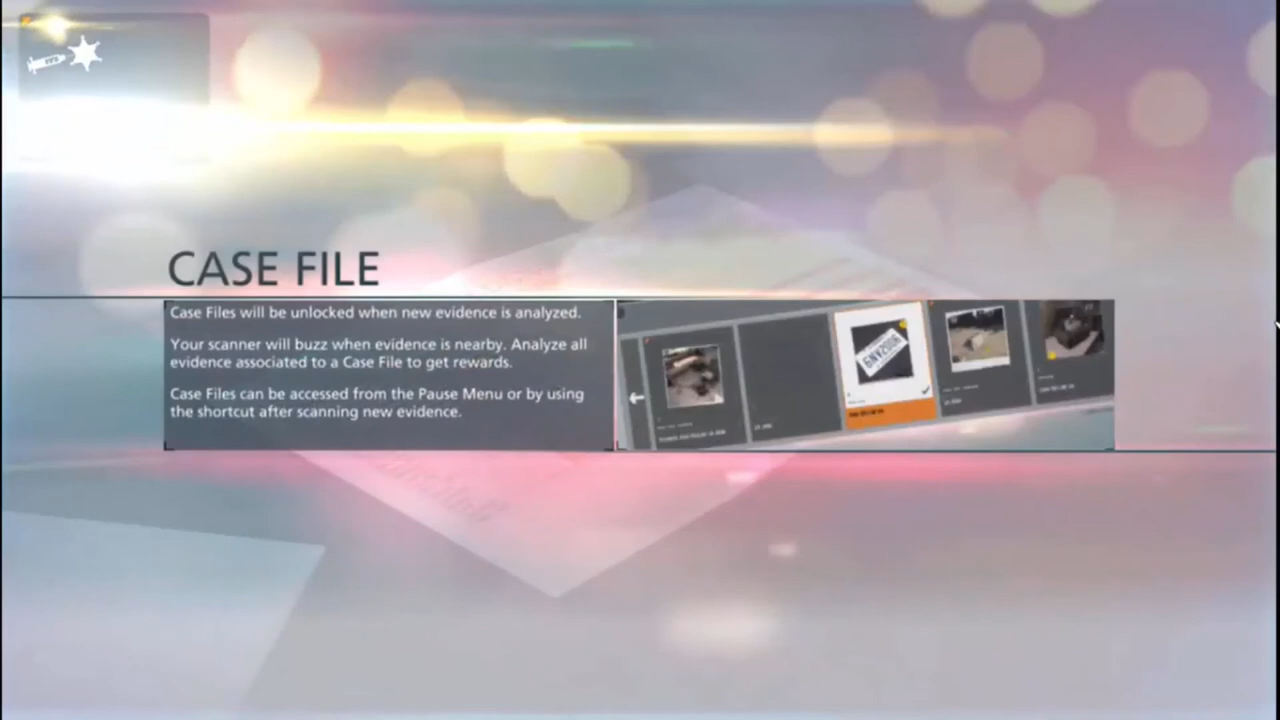 CASE FILE
Case Files will be unlocked when new evidence is analyzed.
Your scanner will buzz when evidence is nearby. Analyze all
evidence associated to a Case File to get rewards.
Case Files can be accessed from the Pause Menu or by using
the shortcut after scanning new evidence.